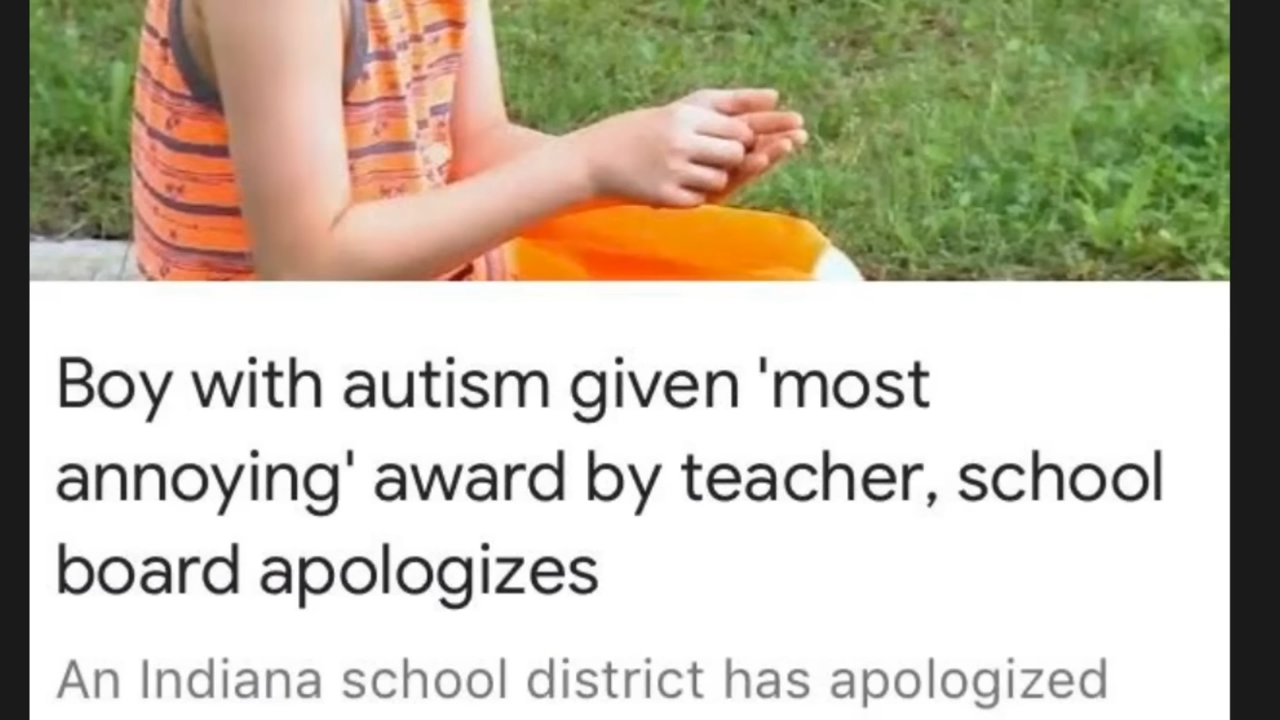 Boy with autism given 'most
annoying' award by teacher, school
board apologizes
An Indiana school district has apologized